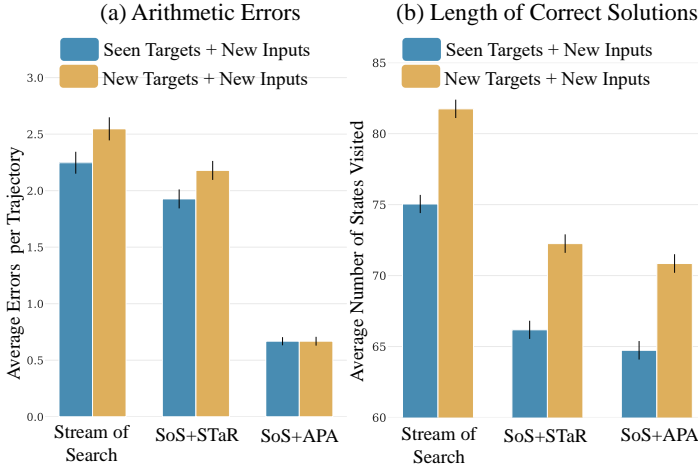 (a) Arithmetic Errors
Seen Targets + New Inputs
New Targets + New Inputs
Average Errors per Trajectory
3.0
2.5
2.0
1.5
1.0
0.5
0.0
Stream of
Search
SoS+STaR
SoS+APA
(b) Length of Correct Solutions
Seen Targets + New Inputs
New Targets + New Inputs
Average Number of States Visited
85
80
75
70
65
60
Stream of
Search
SoS+STaR
SoS+APA